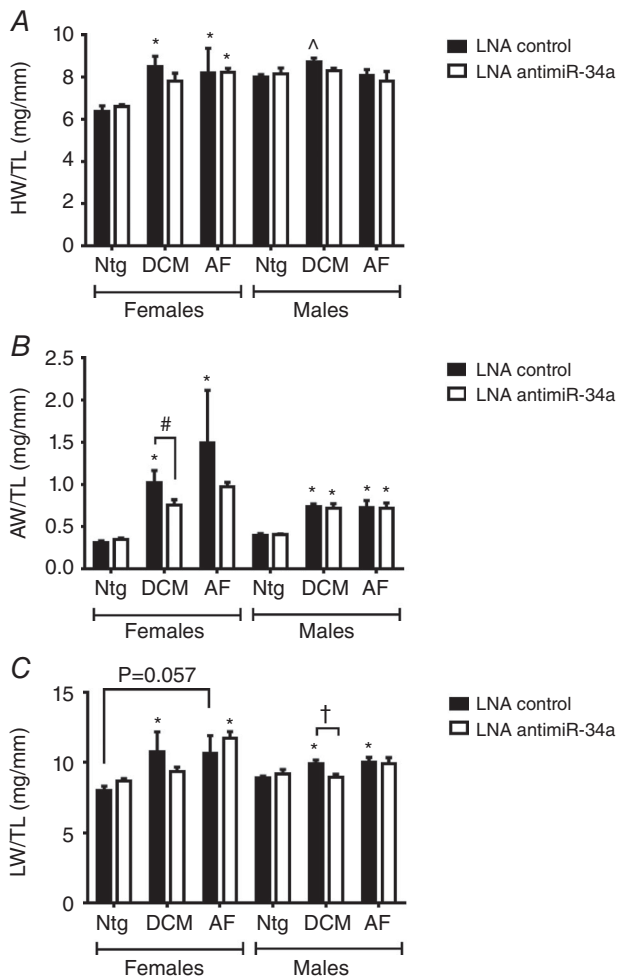 A
HW/TL (mg/mm)
10
8
6
4
2
0
* * * ^
LNA control
LNA antimiR-34a
Ntg DCM AF Ntg DCM AF
Females Males
B
AW/TL (mg/mm)
2.5
2.0
1.5
1.0
0.5
0.0
*
#
* * * * *
LNA control
LNA antimiR-34a
Ntg DCM AF Ntg DCM AF
Females Males
C
P=0.057
LW/TL (mg/mm)
15
10
5
0
* * † * *
LNA control
LNA antimiR-34a
Ntg DCM AF Ntg DCM AF
Females Males